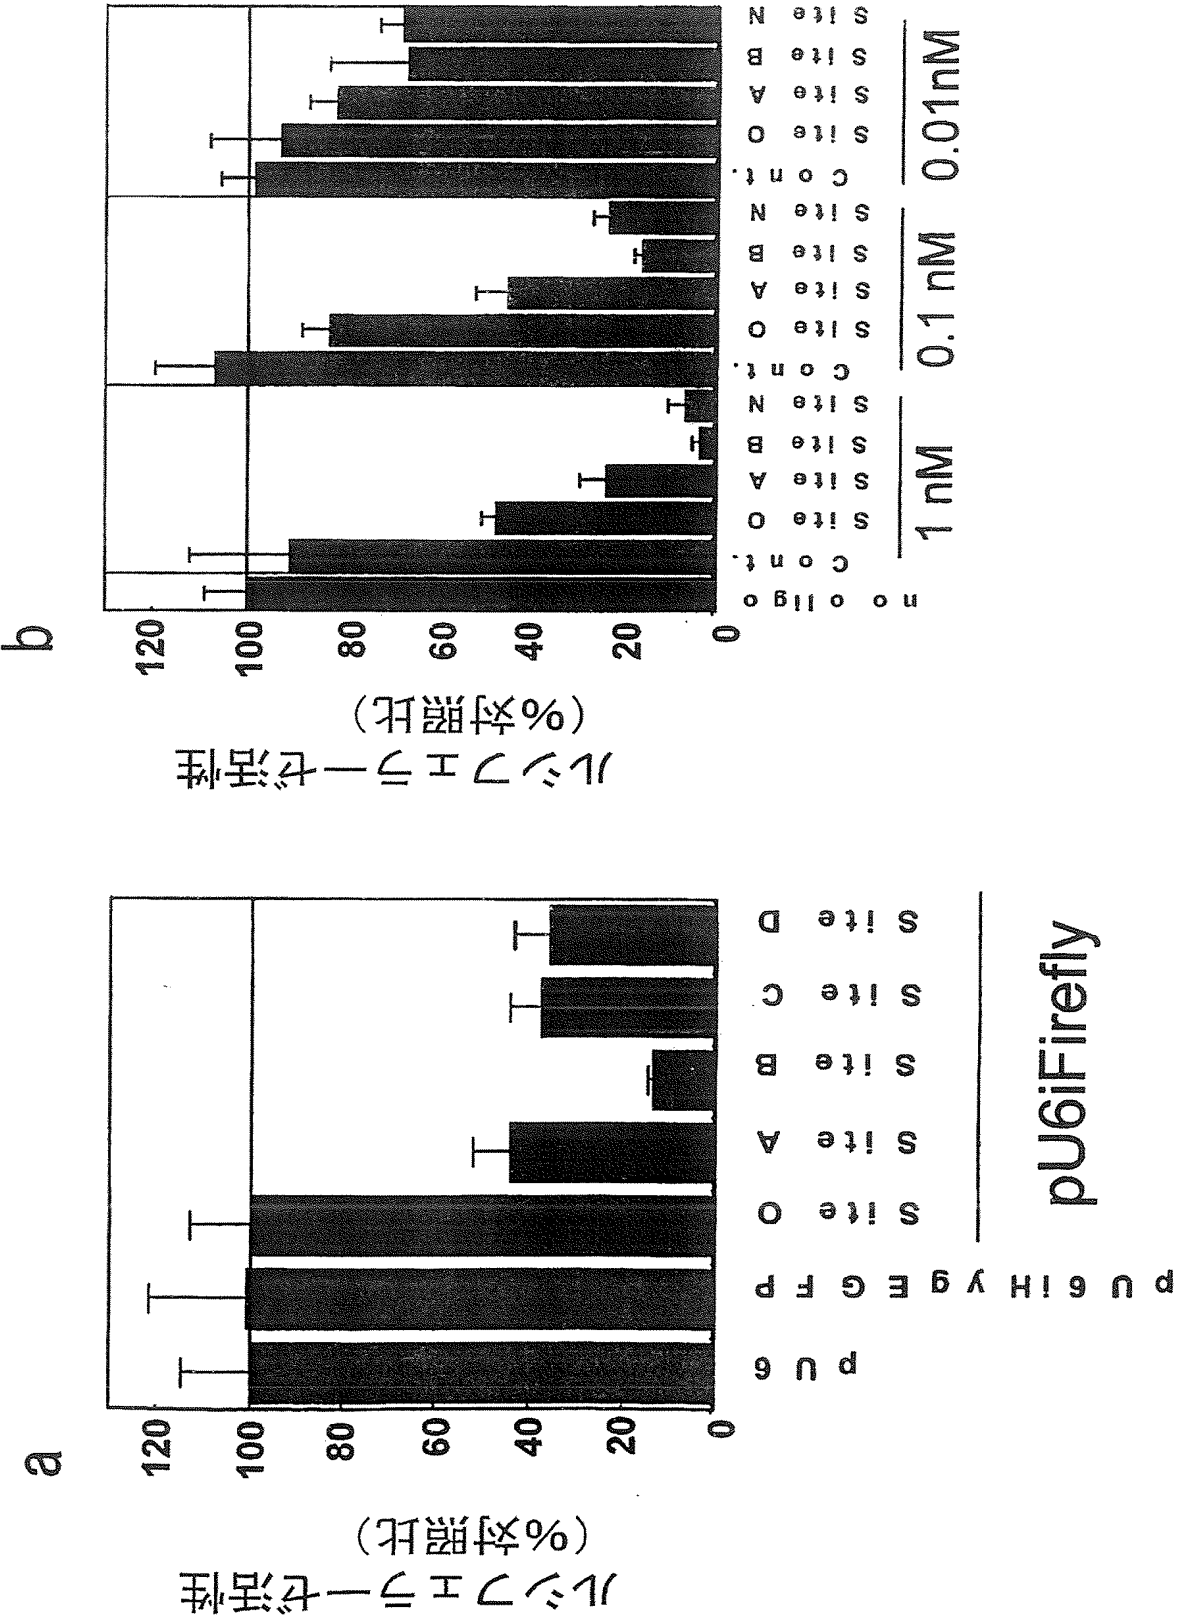 a
ルシフェラーゼ活性
（%対照比）
120
100
80
60
40
20
0
pU6
pU6iHygEGFP
Site O
Site A
Site B
Site C
Site D
pU6iFirefly
b
ルシフェラーゼ活性
（%対照比）
120
100
80
60
40
20
0
no oligo
Cont.
Site O
Site A
Site B
Site N
Cont.
Site O
Site A
Site B
Site N
Cont.
Site O
Site A
Site B
Site N
1 nM
0.1 nM
0.01nM